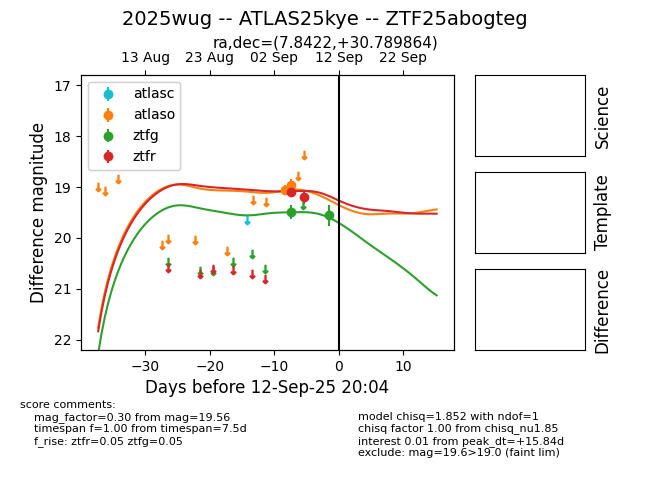 2025wug -- ATLAS25kye -- ZTF25abogteg
ra,dec=(7.8422,+30.789864)
13 Aug 23 Aug 02 Sep 12 Sep 22 Sep
atlasc
atlaso
ztfg
ztfr
17
18
19
20
21
22
Difference magnitude
−30 −20 −10 0 10
Days before 12-Sep-25 20:04
Science
Template
Difference
score comments:
mag_factor=0.30 from mag=19.56
timespan f=1.00 from timespan=7.5d
f_rise: ztfr=0.05 ztfg=0.05
model chisq=1.852 with ndof=1
chisq factor 1.00 from chisq_nu1.85
interest 0.01 from peak_dt=+15.84d
exclude: mag=19.6>19.0 (faint lim)